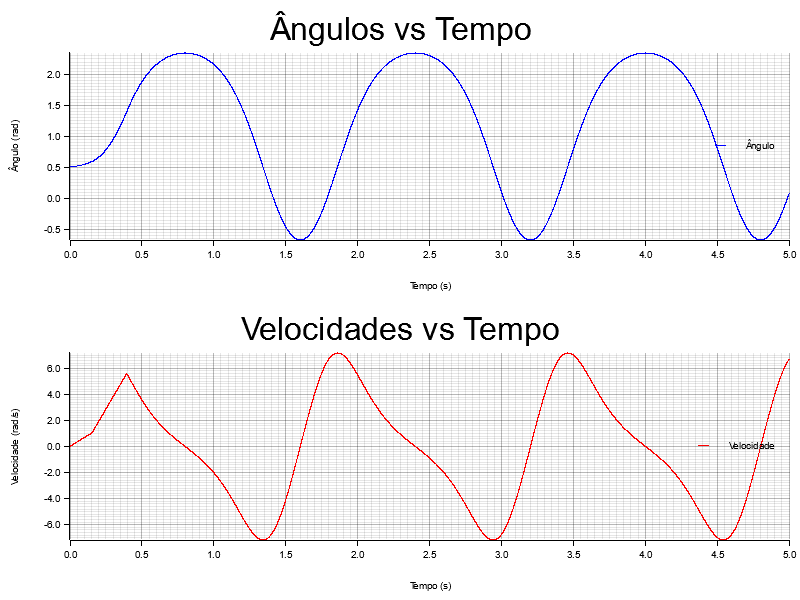 Ângulos vs Tempo
2.0
1.5
1.0
0.5
0.0
-0.5
Ângulo (rad)
Ângulo
0.0 0.5 1.0 1.5 2.0 2.5 3.0 3.5 4.0 4.5 5.0
Tempo (s)
Velocidades vs Tempo
6.0
4.0
2.0
0.0
-2.0
-4.0
-6.0
Velocidade (rad/s)
Velocidade
0.0 0.5 1.0 1.5 2.0 2.5 3.0 3.5 4.0 4.5 5.0
Tempo (s)